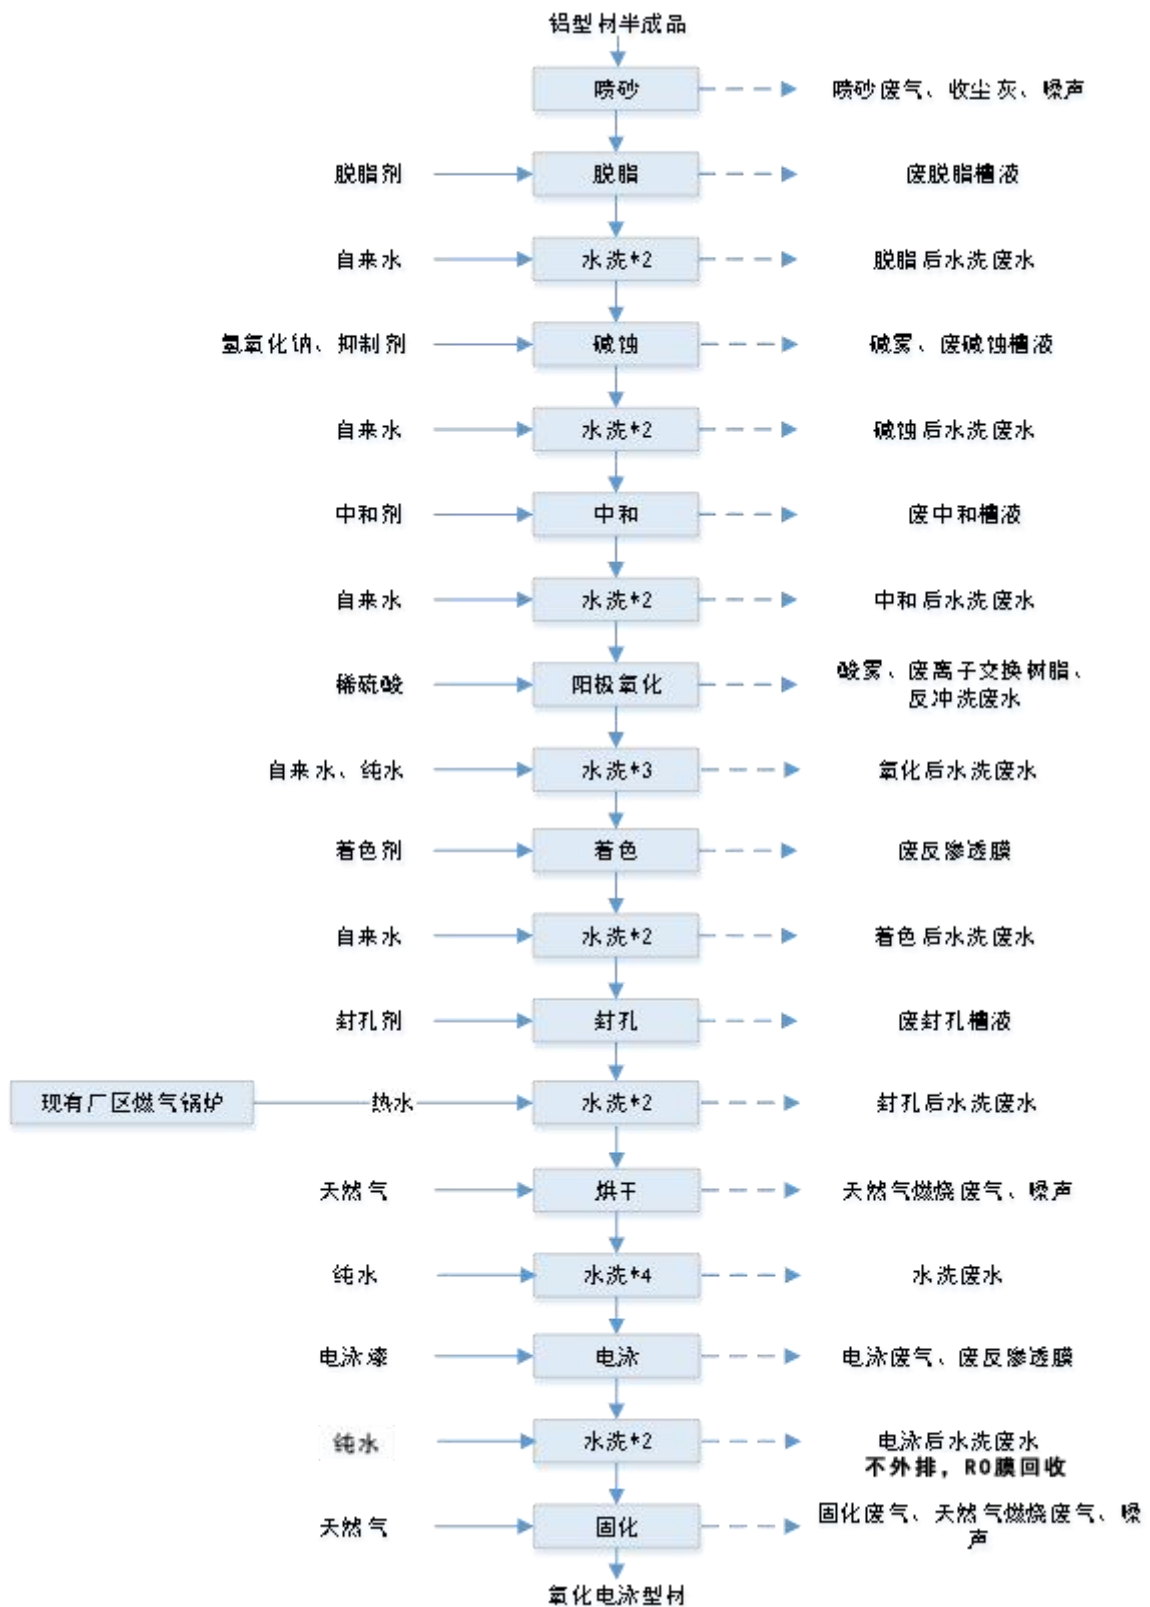 铝型材半成品
喷砂
喷砂废气、收尘灰、噪声
脱脂剂
脱脂
废脱脂槽液
自来水
水洗*2
脱脂后水洗废水
氢氧化钠、抑制剂
碱蚀
碱雾、废碱蚀槽液
自来水
水洗*2
碱蚀后水洗废水
中和剂
中和
废中和槽液
自来水
水洗*2
中和后水洗废水
稀硫酸
阳极氧化
酸雾、废离子交换树脂、
反冲洗废水
自来水、纯水
水洗*3
氧化后水洗废水
着色剂
着色
废反渗透膜
自来水
水洗*2
着色后水洗废水
封孔剂
封孔
废封孔槽液
现有厂区燃气锅炉
热水
水洗*2
封孔后水洗废水
天然气
烘干
天然气燃烧废气、噪声
纯水
水洗*4
水洗废水
电泳漆
电泳
电泳废气、废反渗透膜
纯水
水洗*2
电泳后水洗废水
不外排，RO膜回收
天然气
固化
固化废气、天然气燃烧废气、噪
声
氧化电泳型材